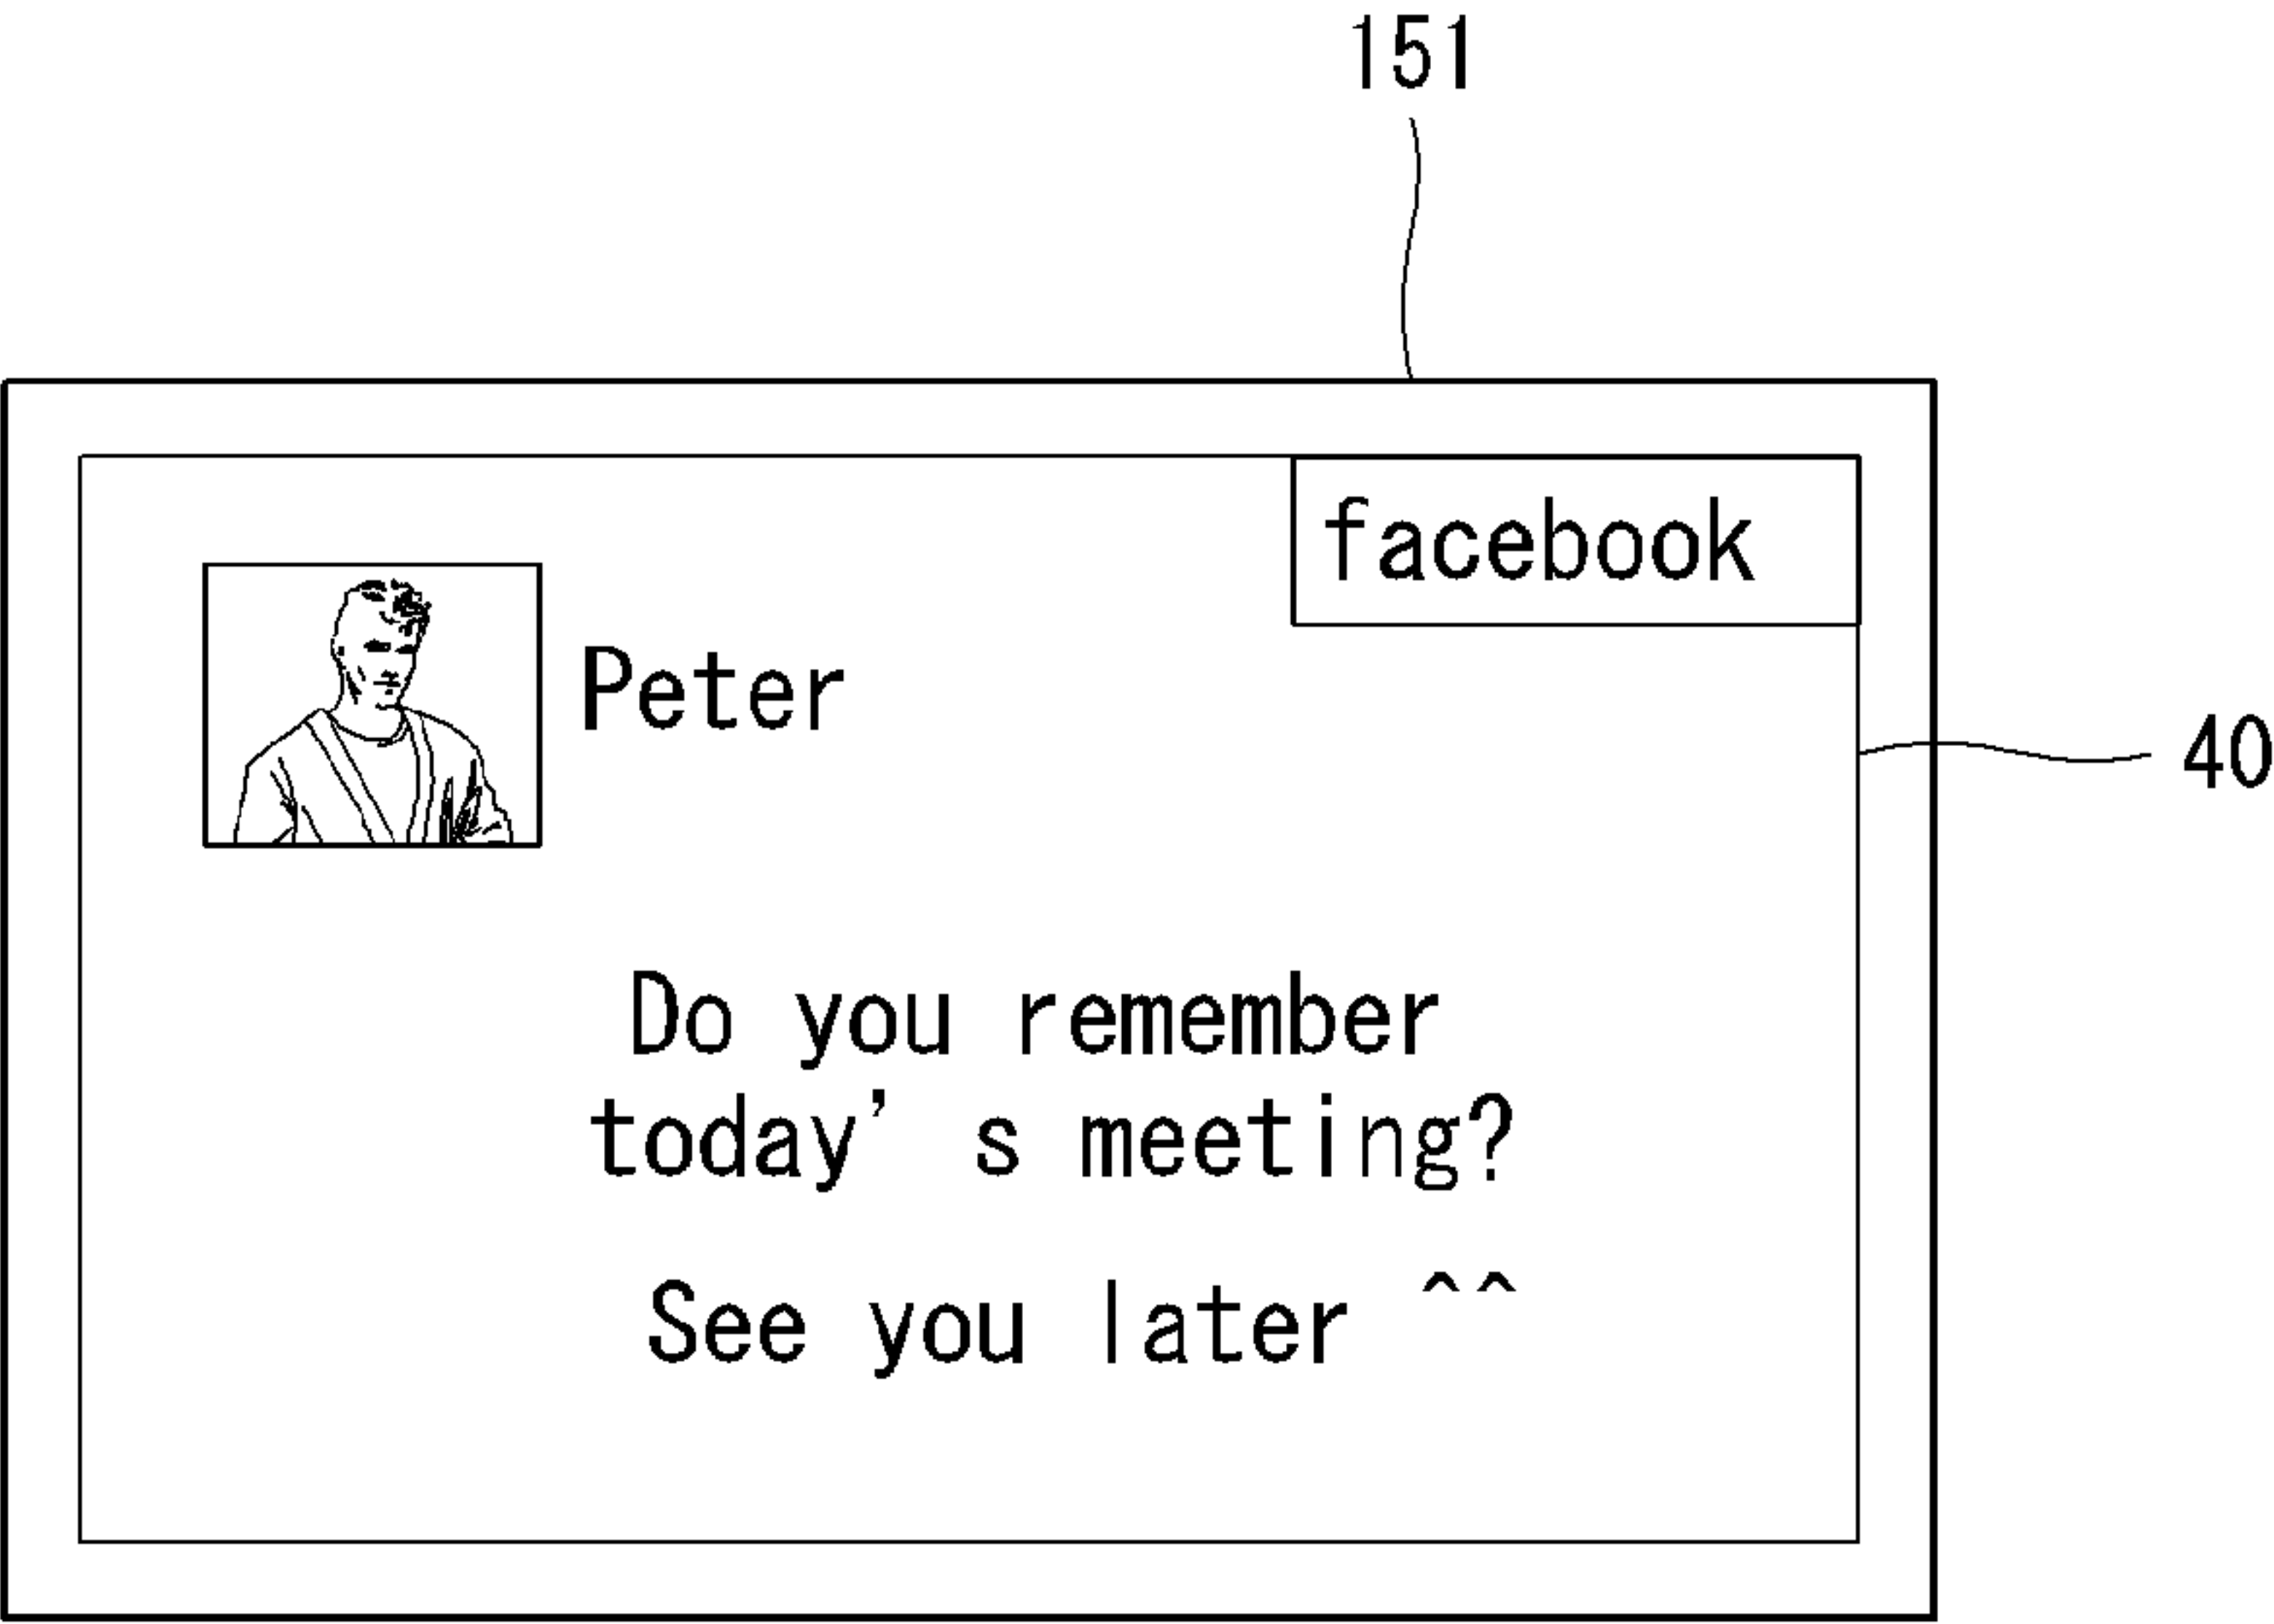 151
facebook
Peter
40
Do you remember
today's meeting?
See you later ^^